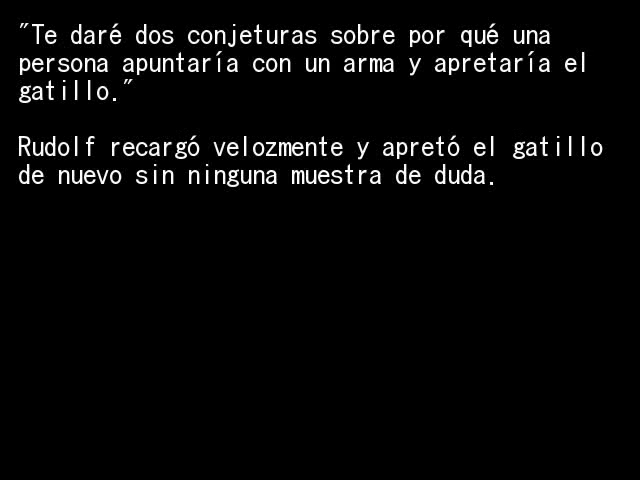 "Te daré dos conjeturas sobre por qué una
persona apuntaría con un arma y apretaría el
gatillo."
Rudolf recargó velozmente y apretó el gatillo
de nuevo sin ninguna muestra de duda.